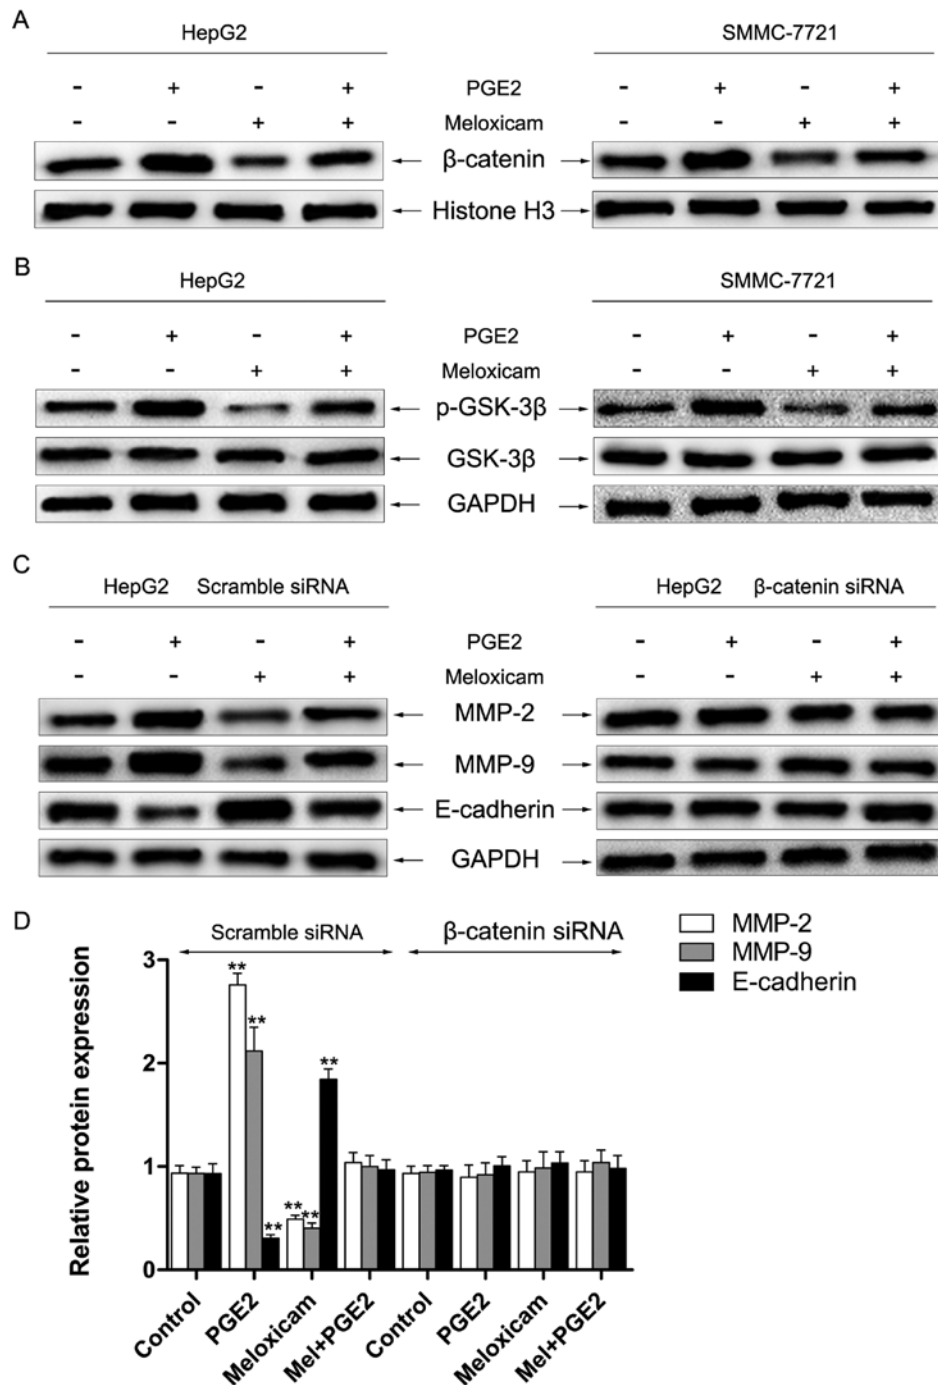 A
HepG2 SMMC-7721
- + - + PGE2 - + - +
- - + + Meloxicam - - + +
β-catenin
Histone H3
B
HepG2 SMMC-7721
- + - + PGE2 - + - +
- - + + Meloxicam - - + +
p-GSK-3β
GSK-3β
GAPDH
C
HepG2 Scramble siRNA HepG2 β-catenin siRNA
- + - + PGE2 - + - +
- - + + Meloxicam - - + +
MMP-2
MMP-9
E-cadherin
GAPDH
D
Scramble siRNA β-catenin siRNA
MMP-2
MMP-9
E-cadherin
Relative protein expression
3
2
1
0
** ** ** ** ** **
Control PGE2 Meloxicam Mel+PGE2 Control PGE2 Meloxicam Mel+PGE2